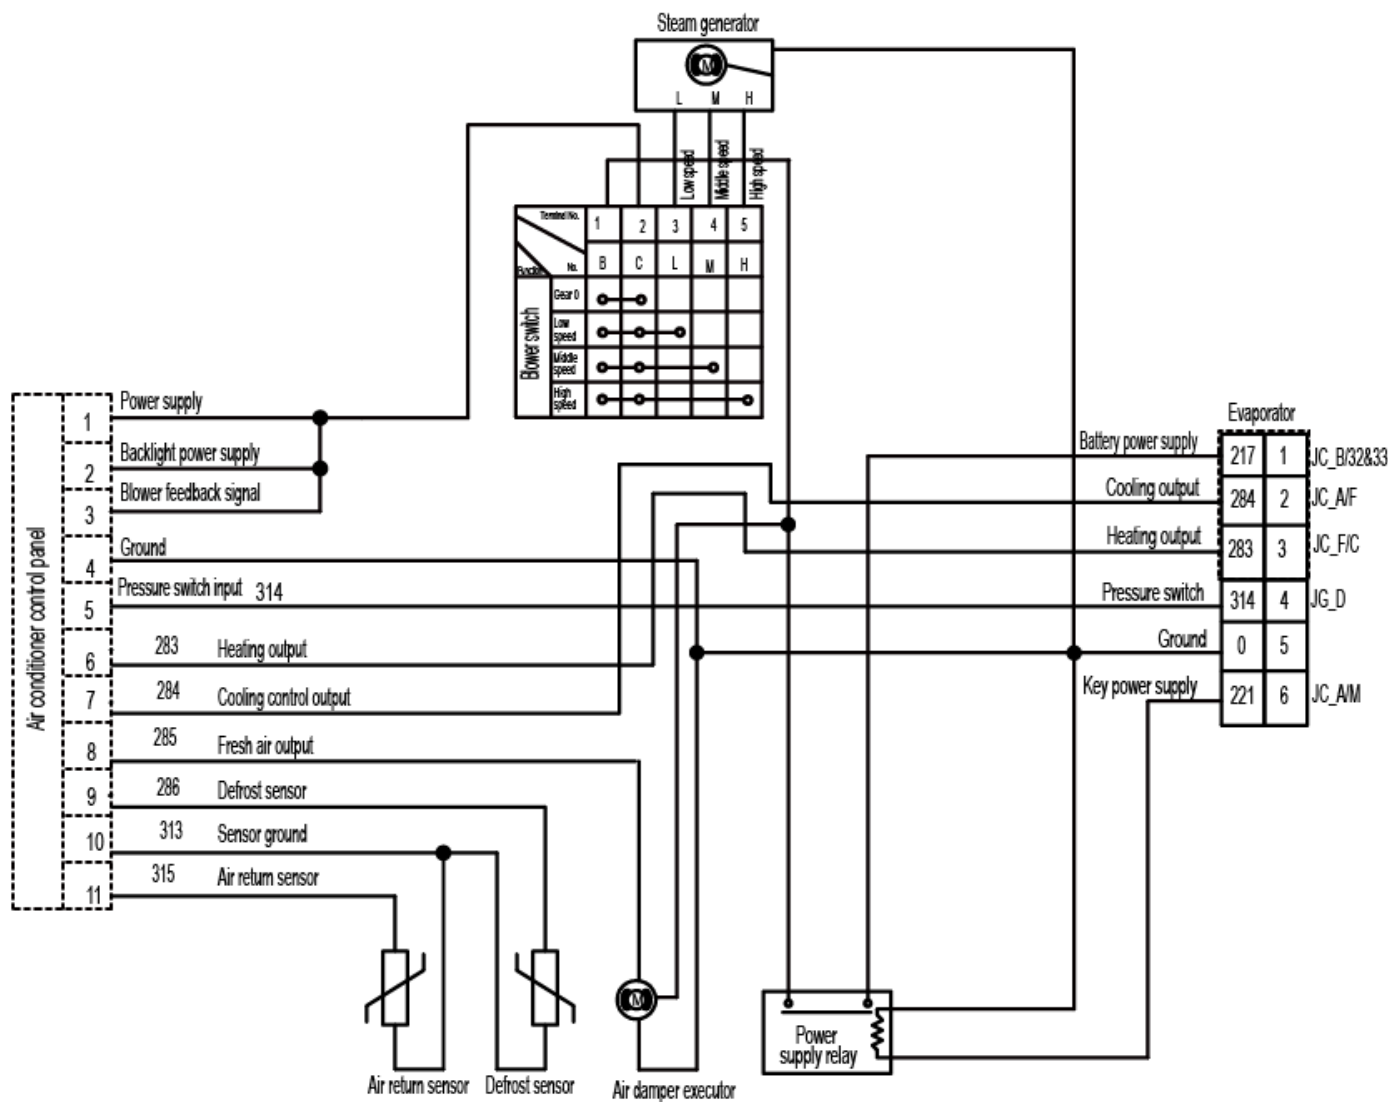 Steam generator
M
L M H
Low speed
Middle speed
High speed
Terminal No.
1 2 3 4 5
Function No.
B C L M H
Blower switch
Gear 0
Low
speed
Middle
speed
High
speed
Air conditioner control panel
1 Power supply
2 Backlight power supply
3 Blower feedback signal
4 Ground
5 Pressure switch input 314
6 283 Heating output
7 284 Cooling control output
8 285 Fresh air output
9 286 Defrost sensor
10 313 Sensor ground
11 315 Air return sensor
Evaporator
Battery power supply 217 1 JC_B/32&33
Cooling output 284 2 JC_A/F
Heating output 283 3 JC_F/C
Pressure switch 314 4 JG_D
Ground 0 5
Key power supply 221 6 JC_A/M
M
Power
supply relay
Air return sensor
Defrost sensor
Air damper executor